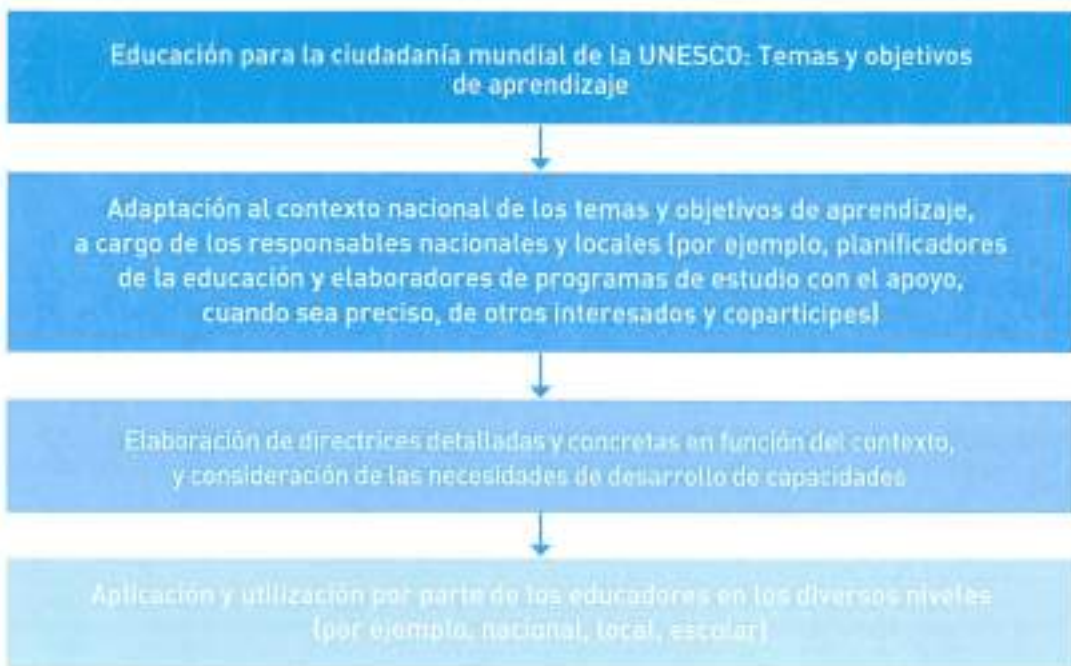 Educación para la ciudadanía mundial de la UNESCO: Temas y objetivos
de aprendizaje
Adaptación al contexto nacional de los temas y objetivos de aprendizaje,
a cargo de los responsables nacionales y locales (por ejemplo, planificadores
de la educación y elaboradores de programas de estudio con el apoyo,
cuando sea preciso, de otros interesados y copartícipes)
Elaboración de directrices detalladas y concretas en función del contexto,
y consideración de las necesidades de desarrollo de capacidades
Aplicación y utilización por parte de los educadores en los diversos niveles
(por ejemplo, nacional, local, escolar)